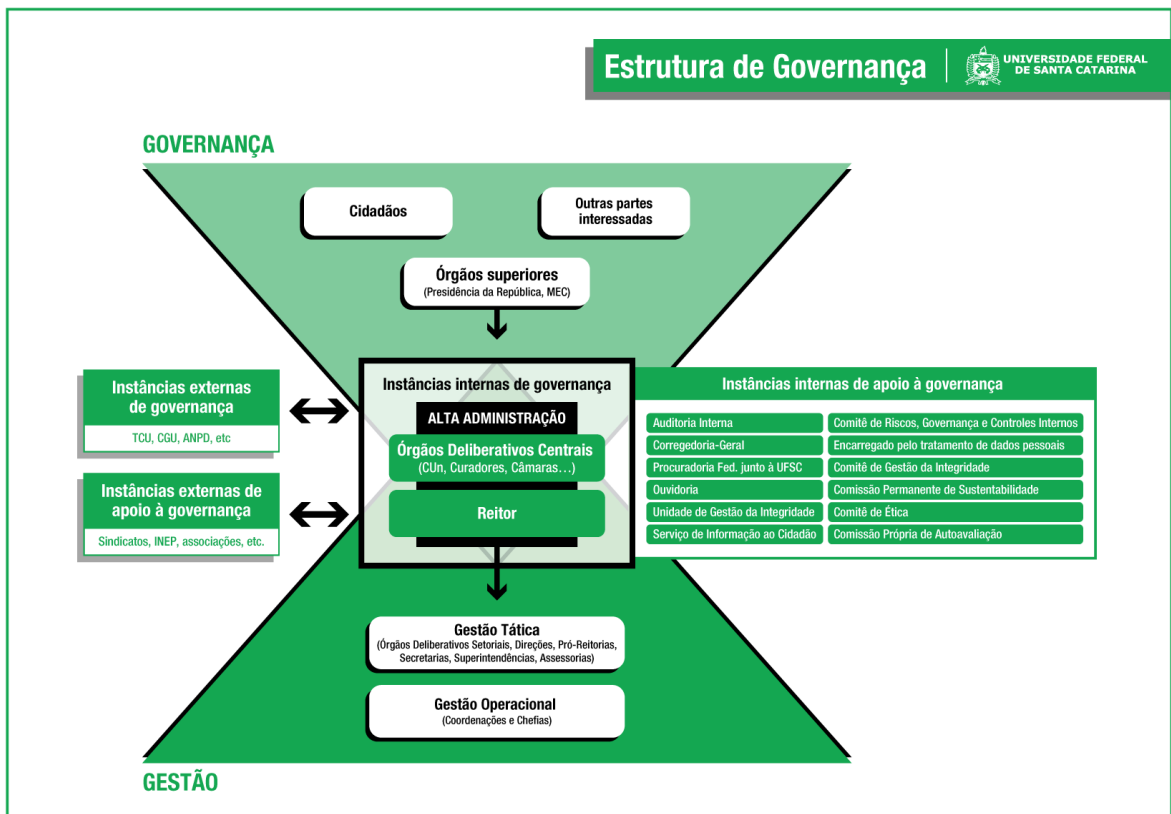 Estrutura de Governança
UNIVERSIDADE FEDERAL
DE SANTA CATARINA
GOVERNANÇA
Cidadãos
Outras partes
interessadas
Órgãos superiores
(Presidência da República, MEC)
Instâncias externas
de governança
TCU, CGU, ANPD, etc
Instâncias externas de
apoio à governança
Sindicatos, INEP, associações, etc.
Instâncias internas de governança
ALTA ADMINISTRAÇÃO
Órgãos Deliberativos Centrais
(CUn, Curadores, Câmaras...)
Reitor
Instâncias internas de apoio à governança
Auditoria Interna
Corregedoria-Geral
Procuradoria Fed. junto à UFSC
Ouvidoria
Unidade de Gestão da Integridade
Serviço de Informação ao Cidadão
Comitê de Riscos, Governança e Controles Internos
Encarregado pelo tratamento de dados pessoais
Comitê de Gestão da Integridade
Comissão Permanente de Sustentabilidade
Comitê de Ética
Comissão Própria de Autoavaliação
Gestão Tática
(Órgãos Deliberativos Setoriais, Direções, Pró-Reitorias,
Secretarias, Superintendências, Assessorias)
Gestão Operacional
(Coordenações e Chefias)
GESTÃO